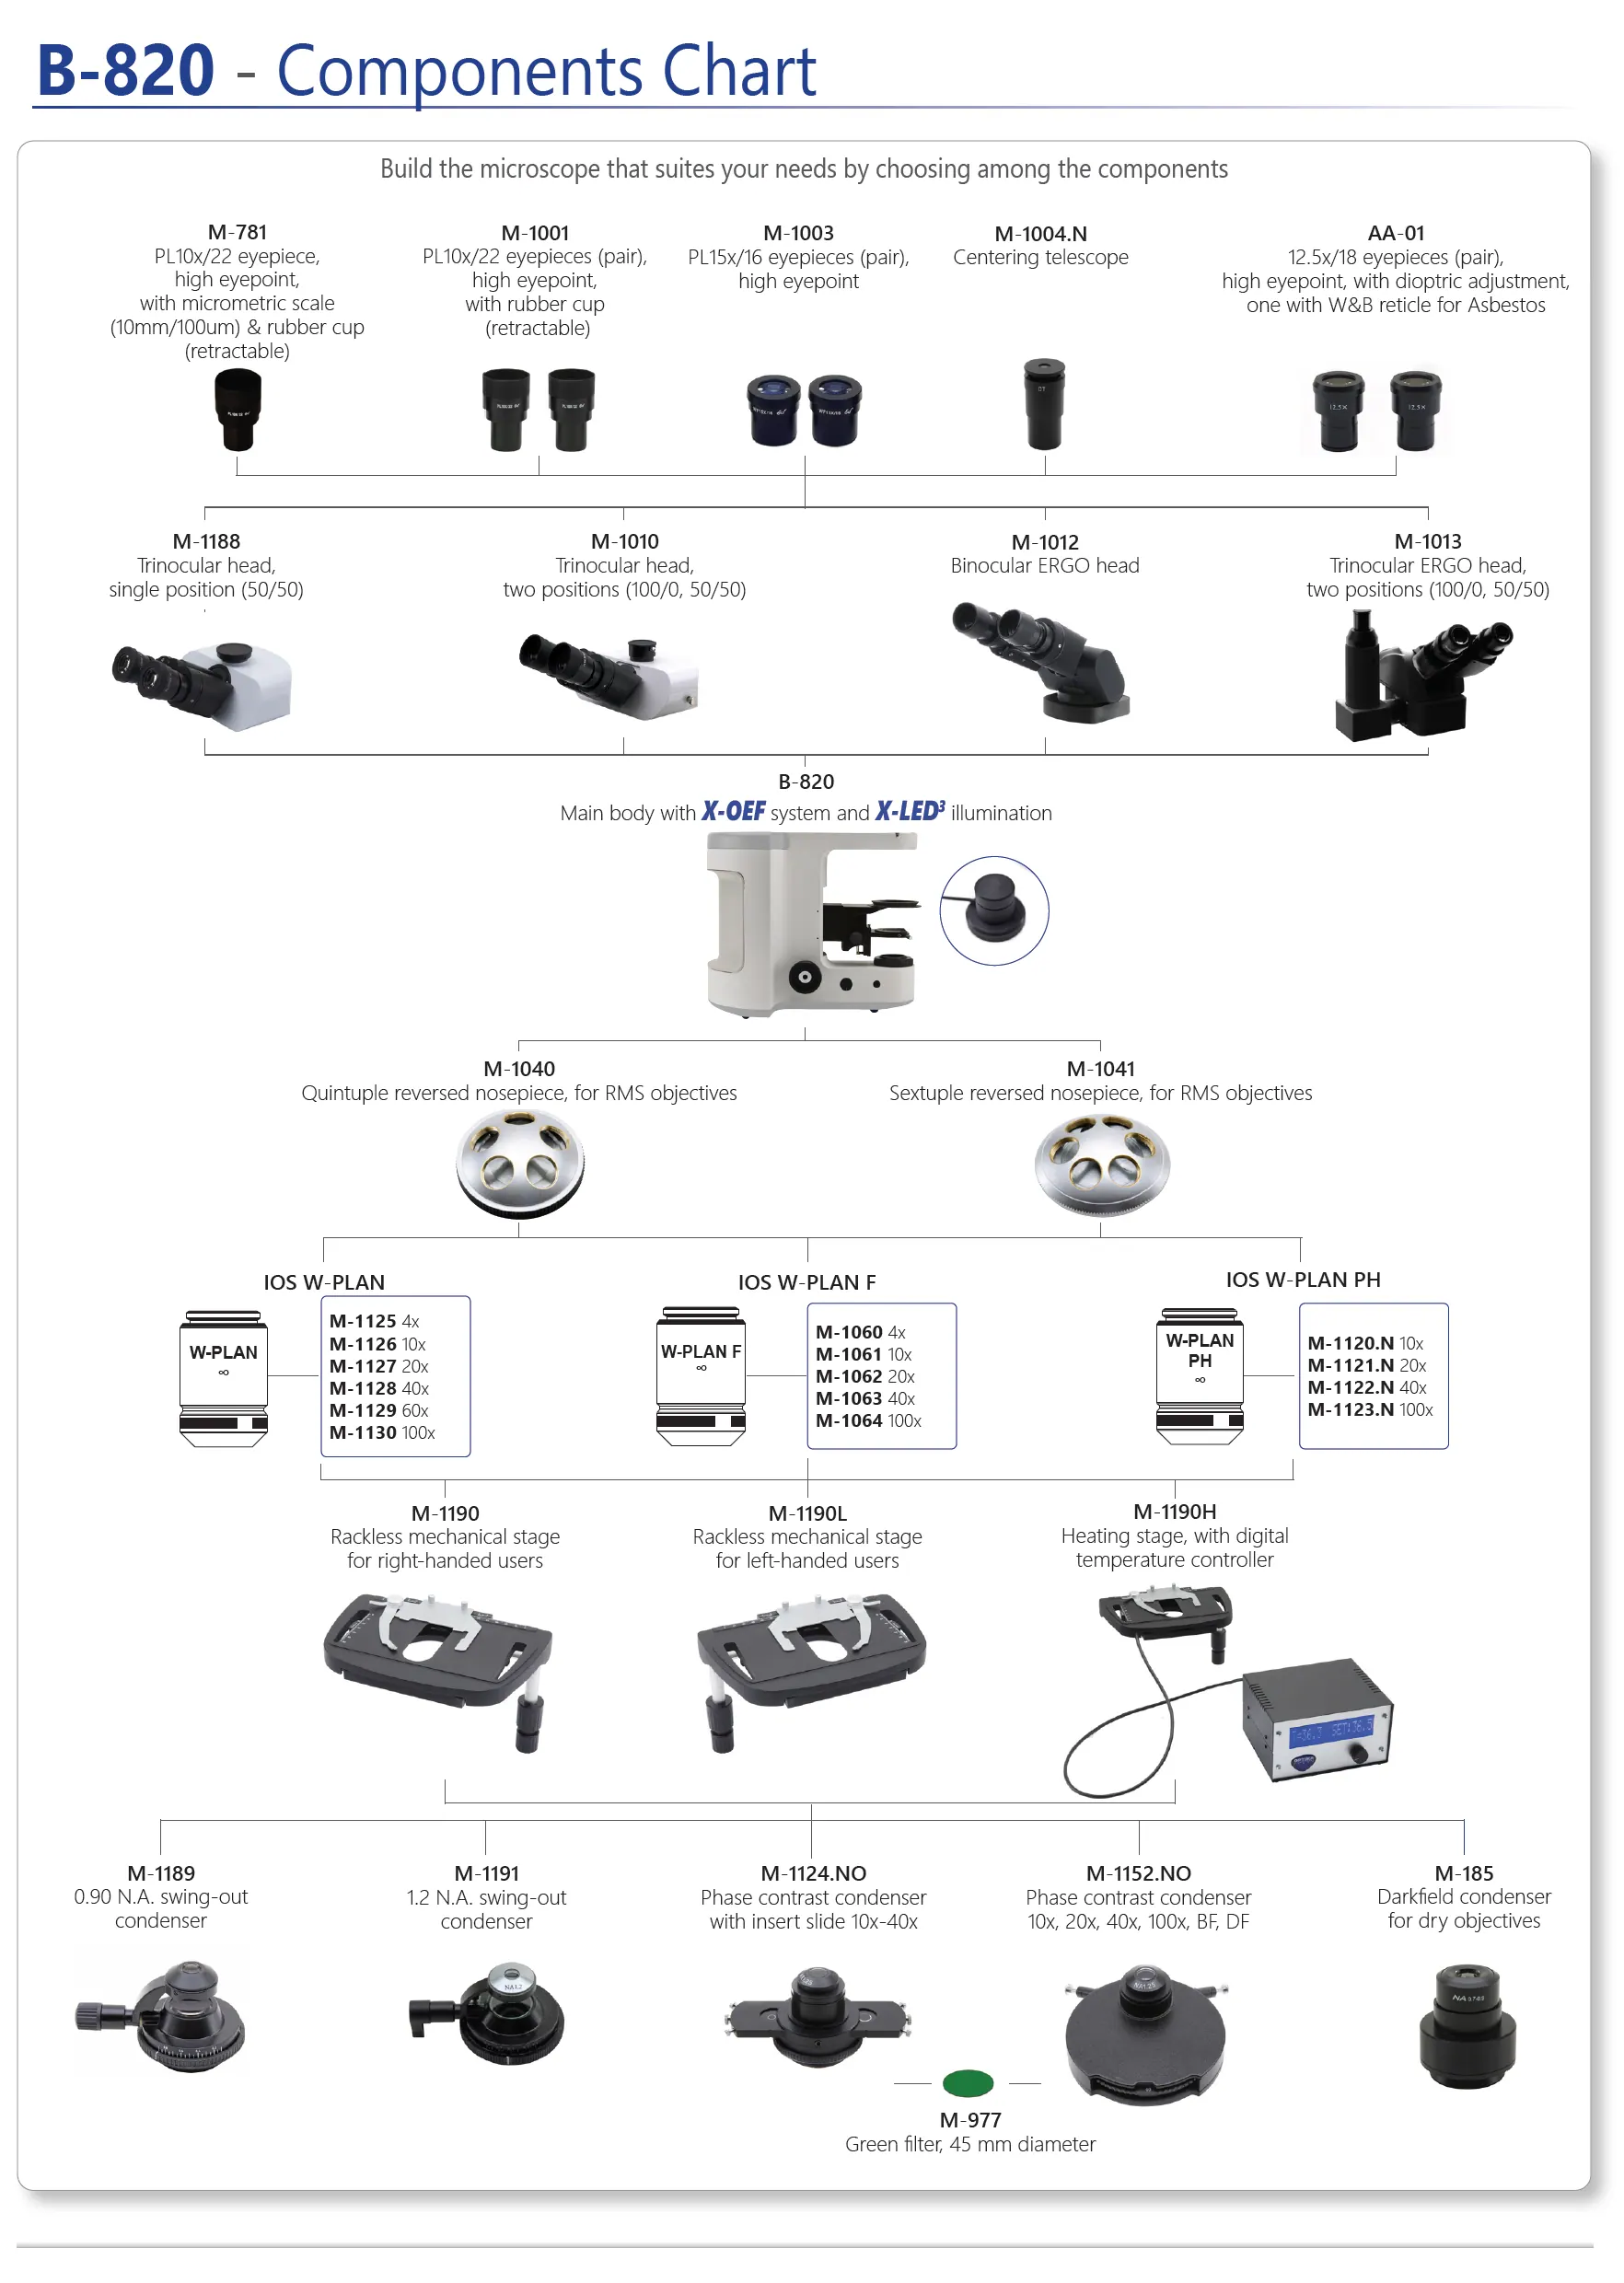 B-820 - Components Chart
Build the microscope that suites your needs by choosing among the components
M-781
PL10x/22 eyepiece,
high eyepoint,
with micrometric scale
(10mm/100um) & rubber cup
(retractable)
M-1001
PL10x/22 eyepieces (pair),
high eyepoint,
with rubber cup
(retractable)
M-1003
PL15x/16 eyepieces (pair),
high eyepoint
M-1004.N
Centering telescope
AA-01
12.5x/18 eyepieces (pair),
high eyepoint, with dioptric adjustment,
one with W&B reticle for Asbestos
12.5X
12.5X
M-1188
Trinocular head,
single position (50/50)
M-1010
Trinocular head,
two positions (100/0, 50/50)
M-1012
Binocular ERGO head
M-1013
Trinocular ERGO head,
two positions (100/0, 50/50)
B-820
Main body with X-OEF system and X-LED³ illumination
M-1040
Quintuple reversed nosepiece, for RMS objectives
M-1041
Sextuple reversed nosepiece, for RMS objectives
IOS W-PLAN
W-PLAN
∞
M-1125 4x
M-1126 10x
M-1127 20x
M-1128 40x
M-1129 60x
M-1130 100x
IOS W-PLAN F
W-PLAN F
∞
M-1060 4x
M-1061 10x
M-1062 20x
M-1063 40x
M-1064 100x
IOS W-PLAN PH
W-PLAN
PH
∞
M-1120.N 10x
M-1121.N 20x
M-1122.N 40x
M-1123.N 100x
M-1190
Rackless mechanical stage
for right-handed users
M-1190L
Rackless mechanical stage
for left-handed users
M-1190H
Heating stage, with digital
temperature controller
M-1189
0.90 N.A. swing-out
condenser
M-1191
1.2 N.A. swing-out
condenser
NA1.2
M-1124.NO
Phase contrast condenser
with insert slide 10x-40x
M-1152.NO
Phase contrast condenser
10x, 20x, 40x, 100x, BF, DF
NA1.25
M-185
Darkfield condenser
for dry objectives
M-977
Green filter, 45 mm diameter